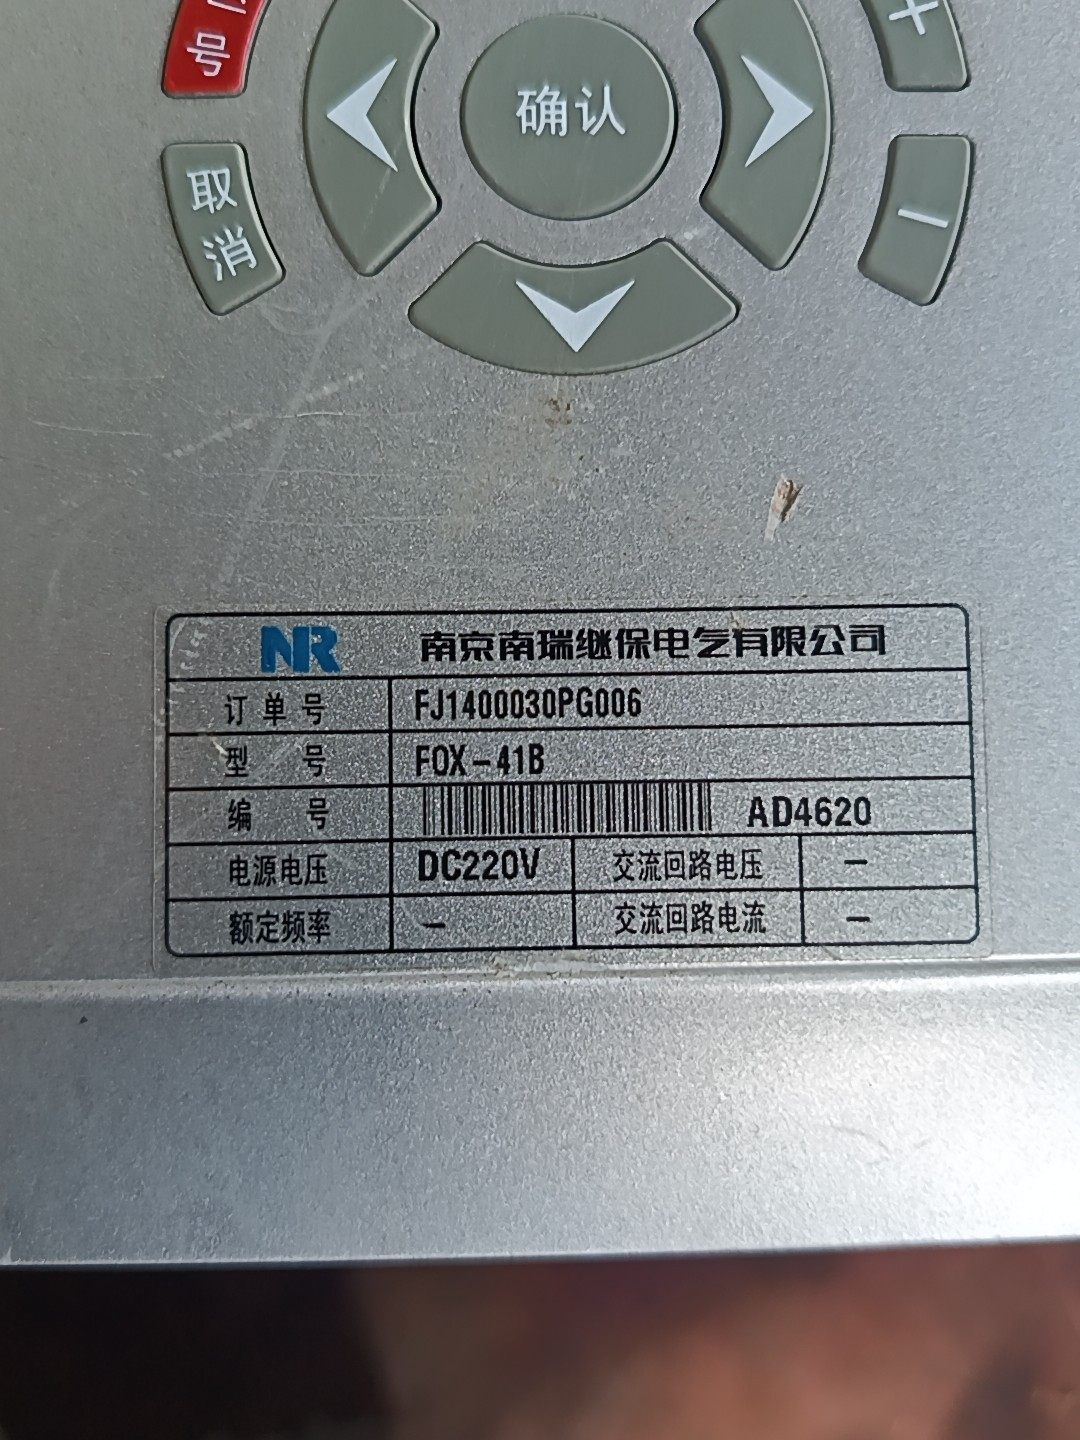 号
确认
+
取消
—
NR 南京南瑞继保电气有限公司
订单号 FJ1400030PG006
型号 FOX-41B
编号 AD4620
电源电压 DC220V 交流回路电压 —
额定频率 — 交流回路电流 —